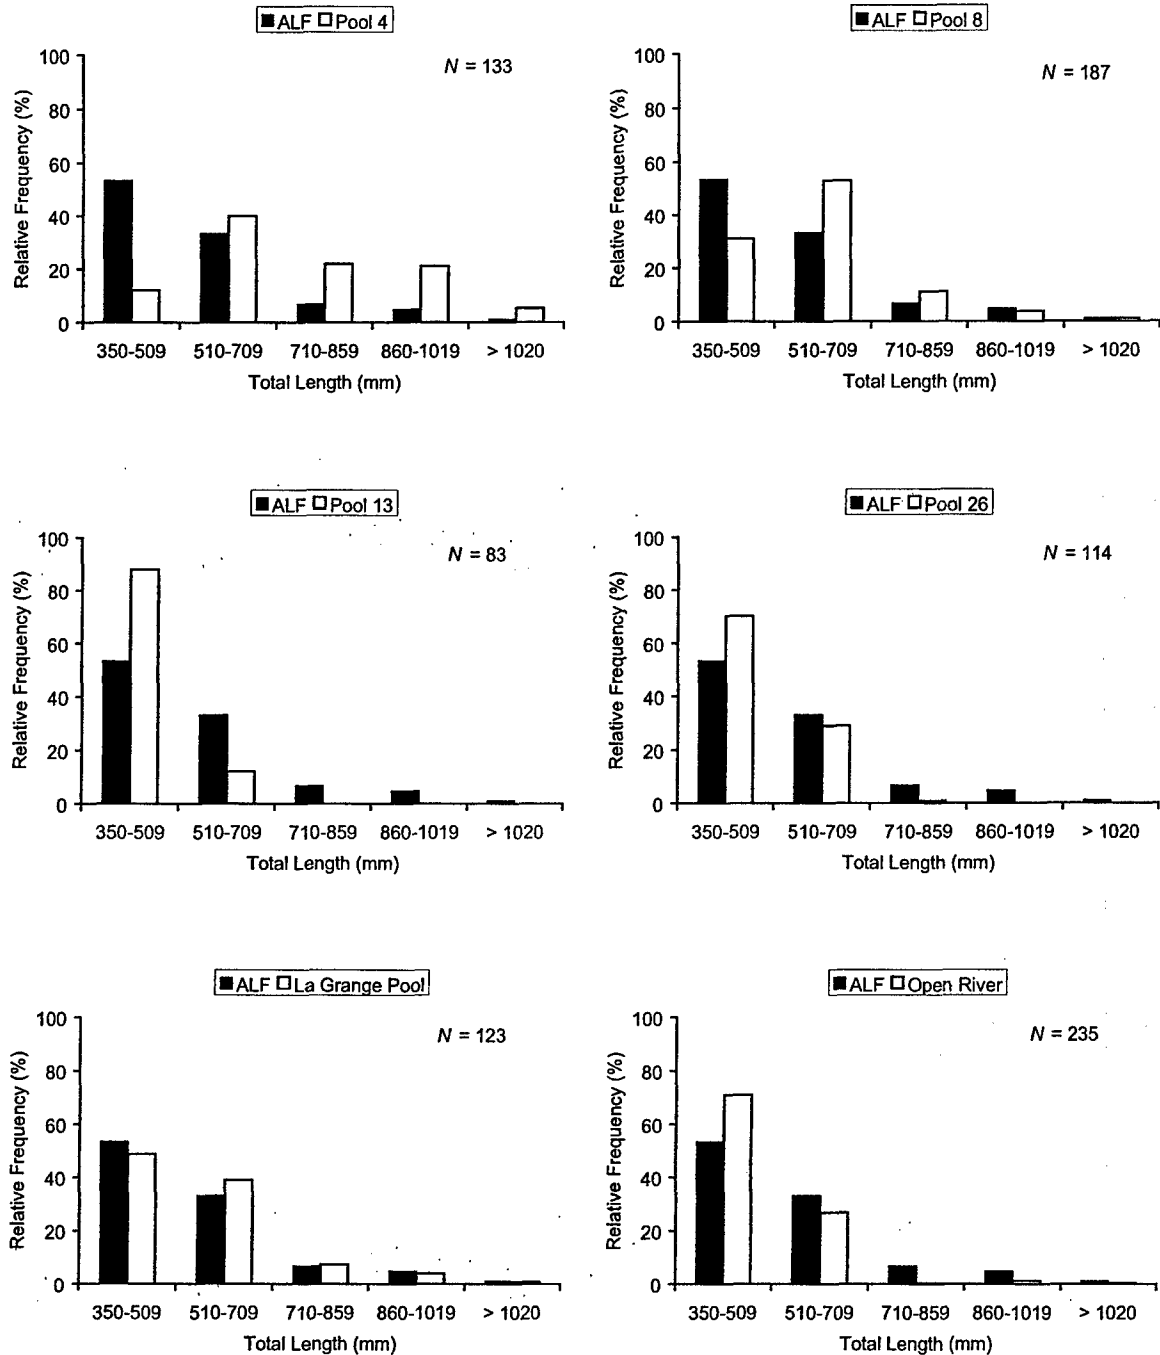 ALF Pool 4
N = 133
Relative Frequency (%)
100
80
60
40
20
0
350-509 510-709 710-859 860-1019 > 1020
Total Length (mm)
ALF Pool 8
N = 187
Relative Frequency (%)
100
80
60
40
20
0
350-509 510-709 710-859 860-1019 > 1020
Total Length (mm)
ALF Pool 13
N = 83
Relative Frequency (%)
100
80
60
40
20
0
350-509 510-709 710-859 860-1019 > 1020
Total Length (mm)
ALF Pool 26
N = 114
Relative Frequency (%)
100
80
60
40
20
0
350-509 510-709 710-859 860-1019 > 1020
Total Length (mm)
ALF La Grange Pool
N = 123
Relative Frequency (%)
100
80
60
40
20
0
350-509 510-709 710-859 860-1019 > 1020
Total Length (mm)
ALF Open River
N = 235
Relative Frequency (%)
100
80
60
40
20
0
350-509 510-709 710-859 860-1019 > 1020
Total Length (mm)